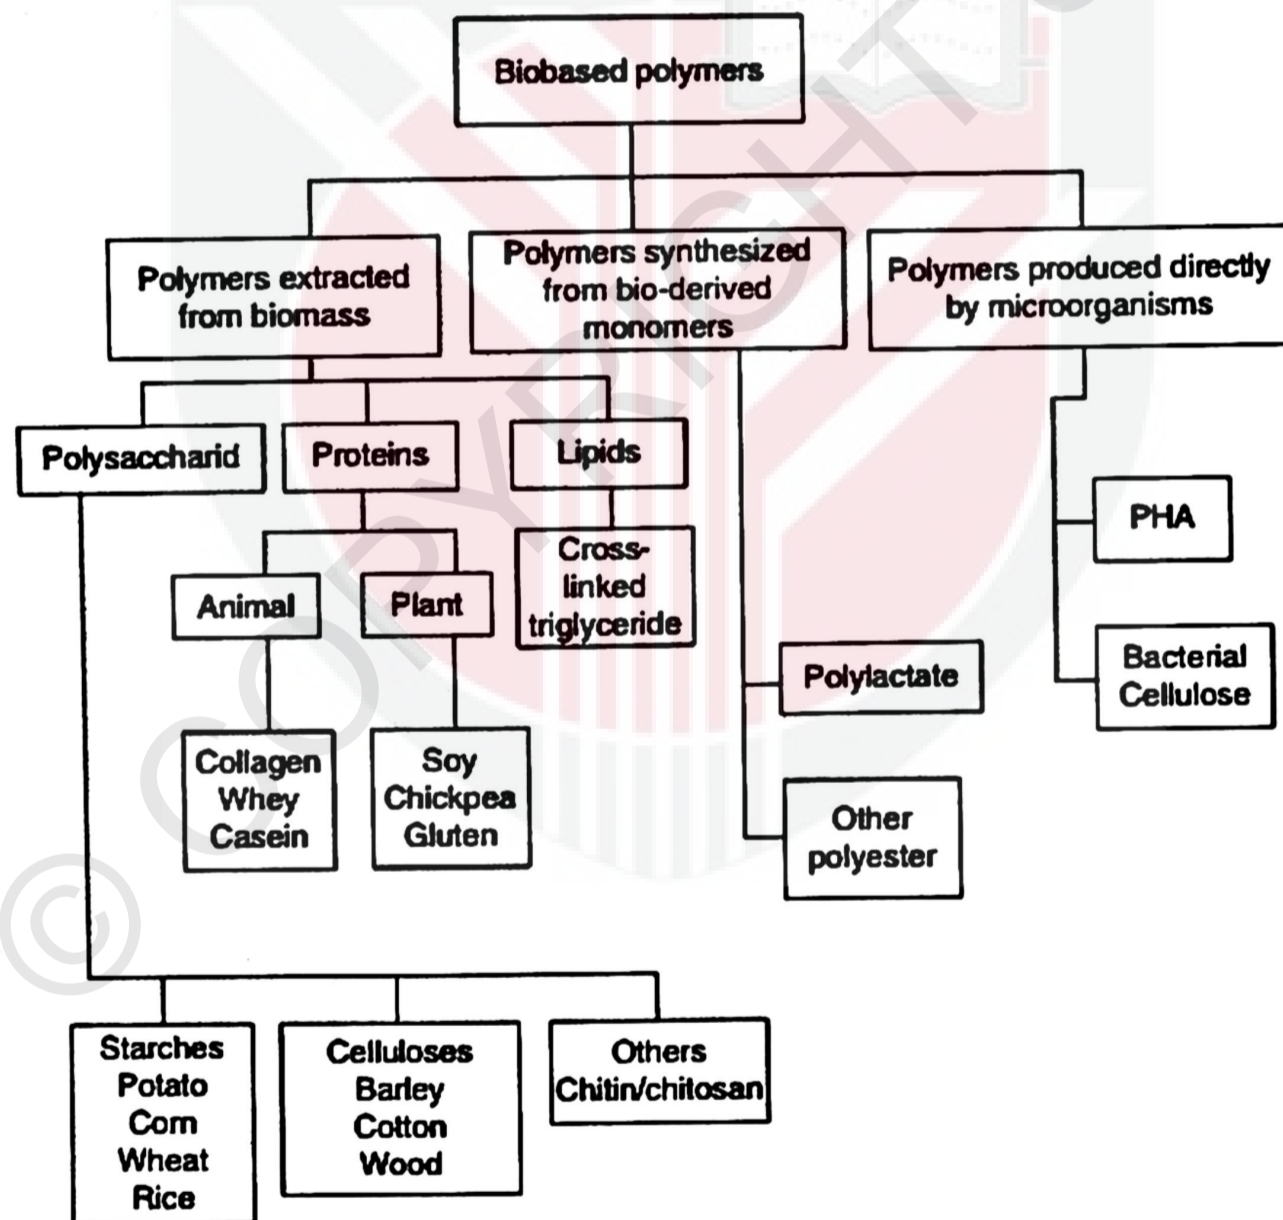 Biobased polymers
Polymers extracted
from biomass
Polymers synthesized
from bio-derived
monomers
Polymers produced directly
by microorganisms
Polysaccharid
Proteins
Lipids
Animal
Plant
Cross-
linked
triglyceride
PHA
Bacterial
Cellulose
Polylactate
Other
polyester
Collagen
Whey
Casein
Soy
Chickpea
Gluten
Starches
Potato
Corn
Wheat
Rice
Celluloses
Barley
Cotton
Wood
Others
Chitin/chitosan
© COPYRIGHT